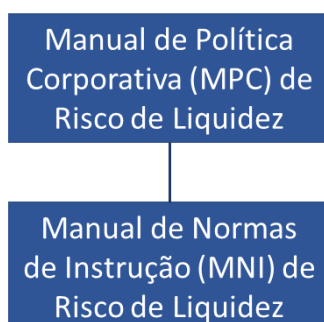 Manual de Política
Corporativa (MPC) de
Risco de Liquidez
Manual de Normas
de Instrução (MNI) de
Risco de Liquidez